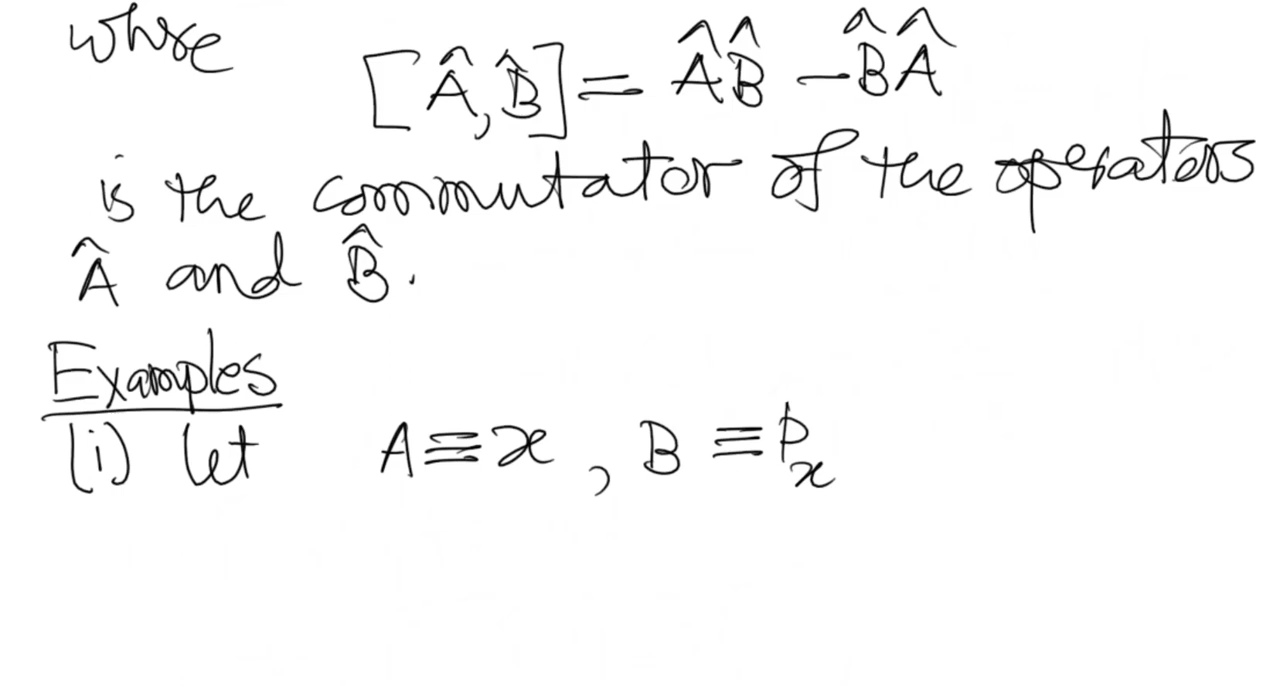 where
[Â, B̂] = ÂB̂ − B̂Â
is the commutator of the operators
Â and B̂.
Examples
(i) Let A ≡ x, B ≡ Pₓ